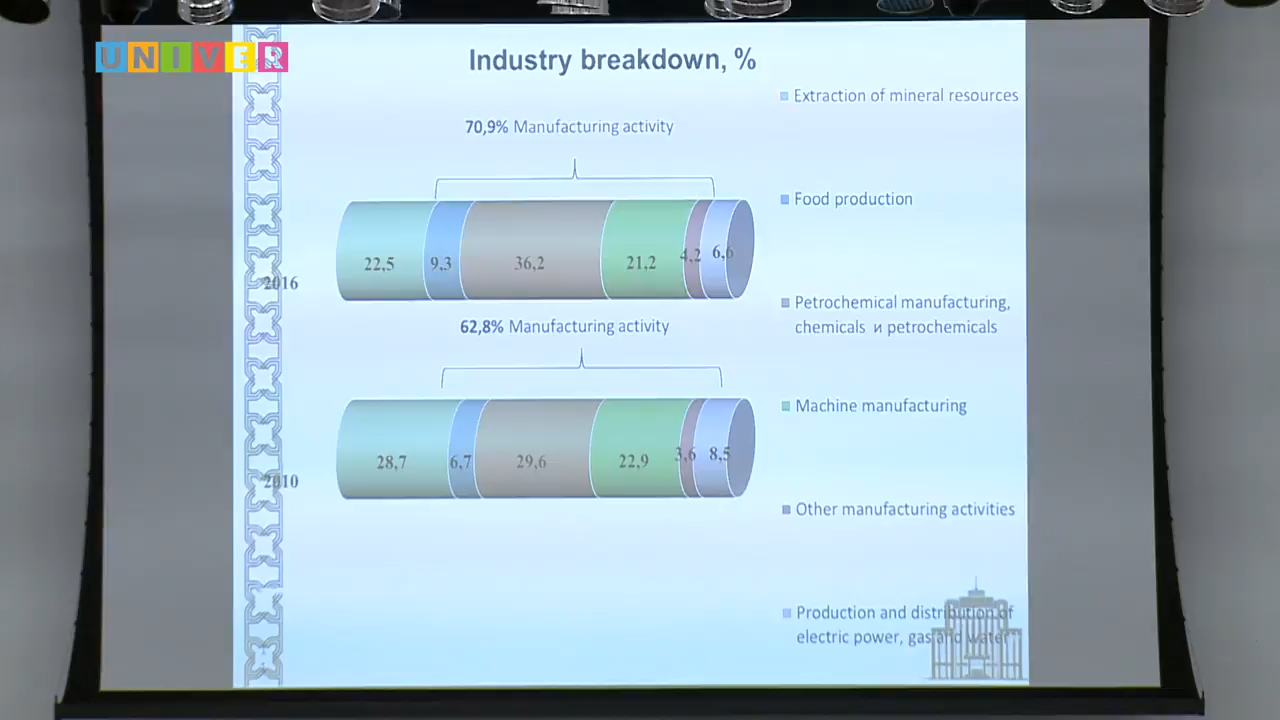 UNIVER
Industry breakdown, %
Extraction of mineral resources
70,9% Manufacturing activity
Food production
22,5 9,3 36,2 21,2 4,2 6,6
2016
Petrochemical manufacturing,
chemicals и petrochemicals
62,8% Manufacturing activity
Machine manufacturing
28,7 6,7 29,6 22,9 3,6 8,5
2010
Other manufacturing activities
Production and distribution of
electric power, gas and water